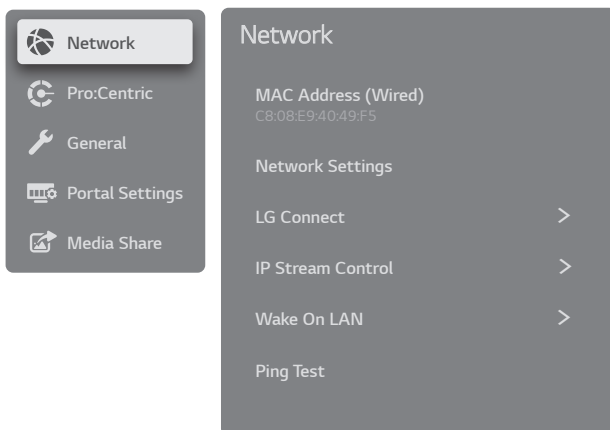 Network
Pro:Centric
General
Portal Settings
Media Share
Network
MAC Address (Wired)
C8:08:E9:40:49:F5
Network Settings
LG Connect
IP Stream Control
Wake On LAN
Ping Test